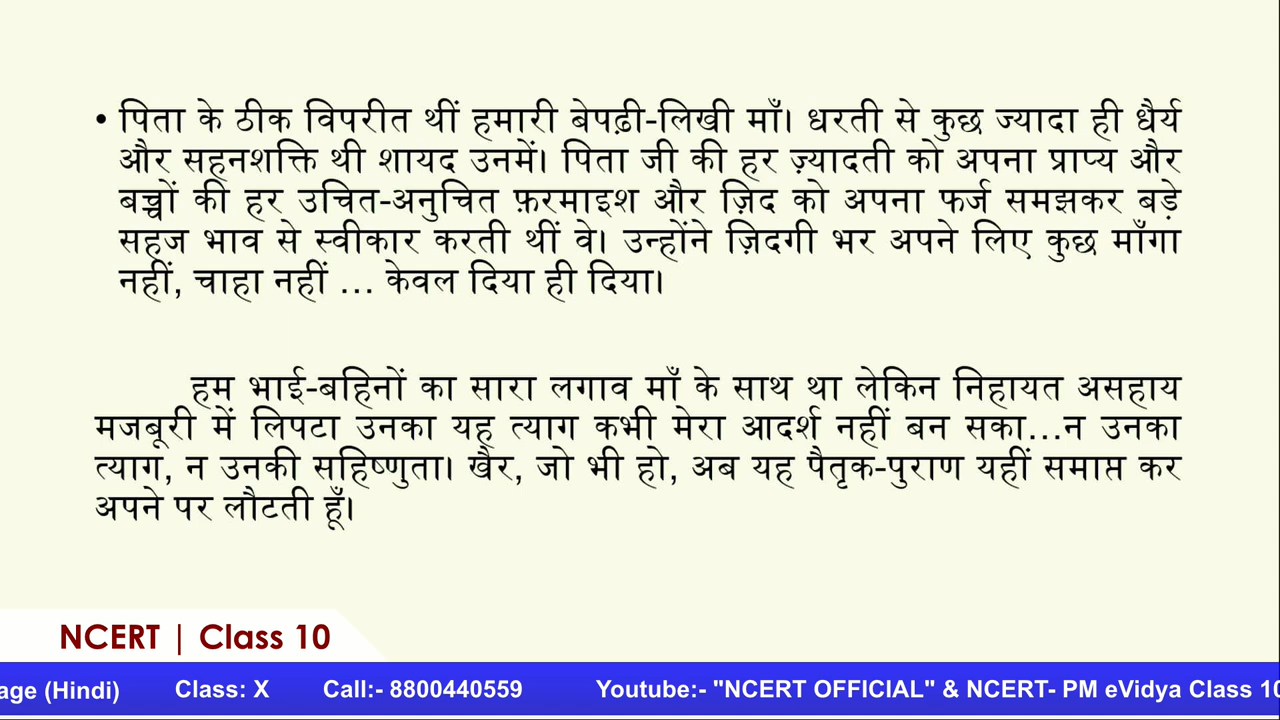 • पिता के ठीक विपरीत थीं हमारी बेपढ़ी-लिखी माँ। धरती से कुछ ज्यादा ही धैर्य
और सहनशक्ति थी शायद उनमें। पिता जी की हर ज़्यादती को अपना प्राप्य और
बच्चों की हर उचित-अनुचित फ़रमाइश और ज़िद को अपना फर्ज समझकर बड़े
सहज भाव से स्वीकार करती थीं वे। उन्होंने ज़िदगी भर अपने लिए कुछ माँगा
नहीं, चाहा नहीं ... केवल दिया ही दिया।
हम भाई-बहिनों का सारा लगाव माँ के साथ था लेकिन निहायत असहाय
मजबूरी में लिपटा उनका यह त्याग कभी मेरा आदर्श नहीं बन सका...न उनका
त्याग, न उनकी सहिष्णुता। खैर, जो भी हो, अब यह पैतृक-पुराण यहीं समाप्त कर
अपने पर लौटती हूँ।
NCERT | Class 10
age (Hindi) Class: X Call:- 8800440559 Youtube:- "NCERT OFFICIAL" & NCERT- PM eVidya Class 10